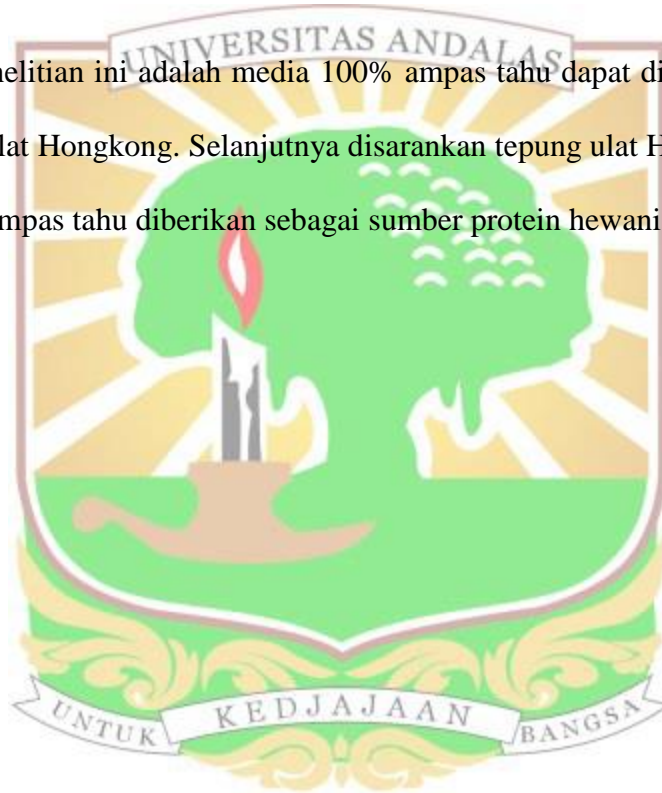 UNIVERSITAS ANDALAS
nelitian ini adalah media 100% ampas tahu dapat di
lat Hongkong. Selanjutnya disarankan tepung ulat H
mpas tahu diberikan sebagai sumber protein hewani
UNTUK KEDJAJAAN BANGSA